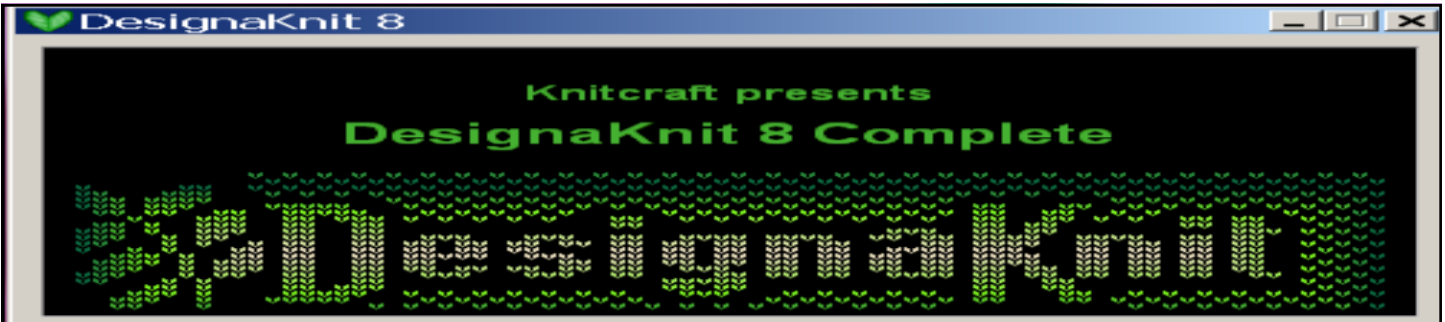 DesignaKnit 8
Knitcraft presents
DesignaKnit 8 Complete
DesignaKnit